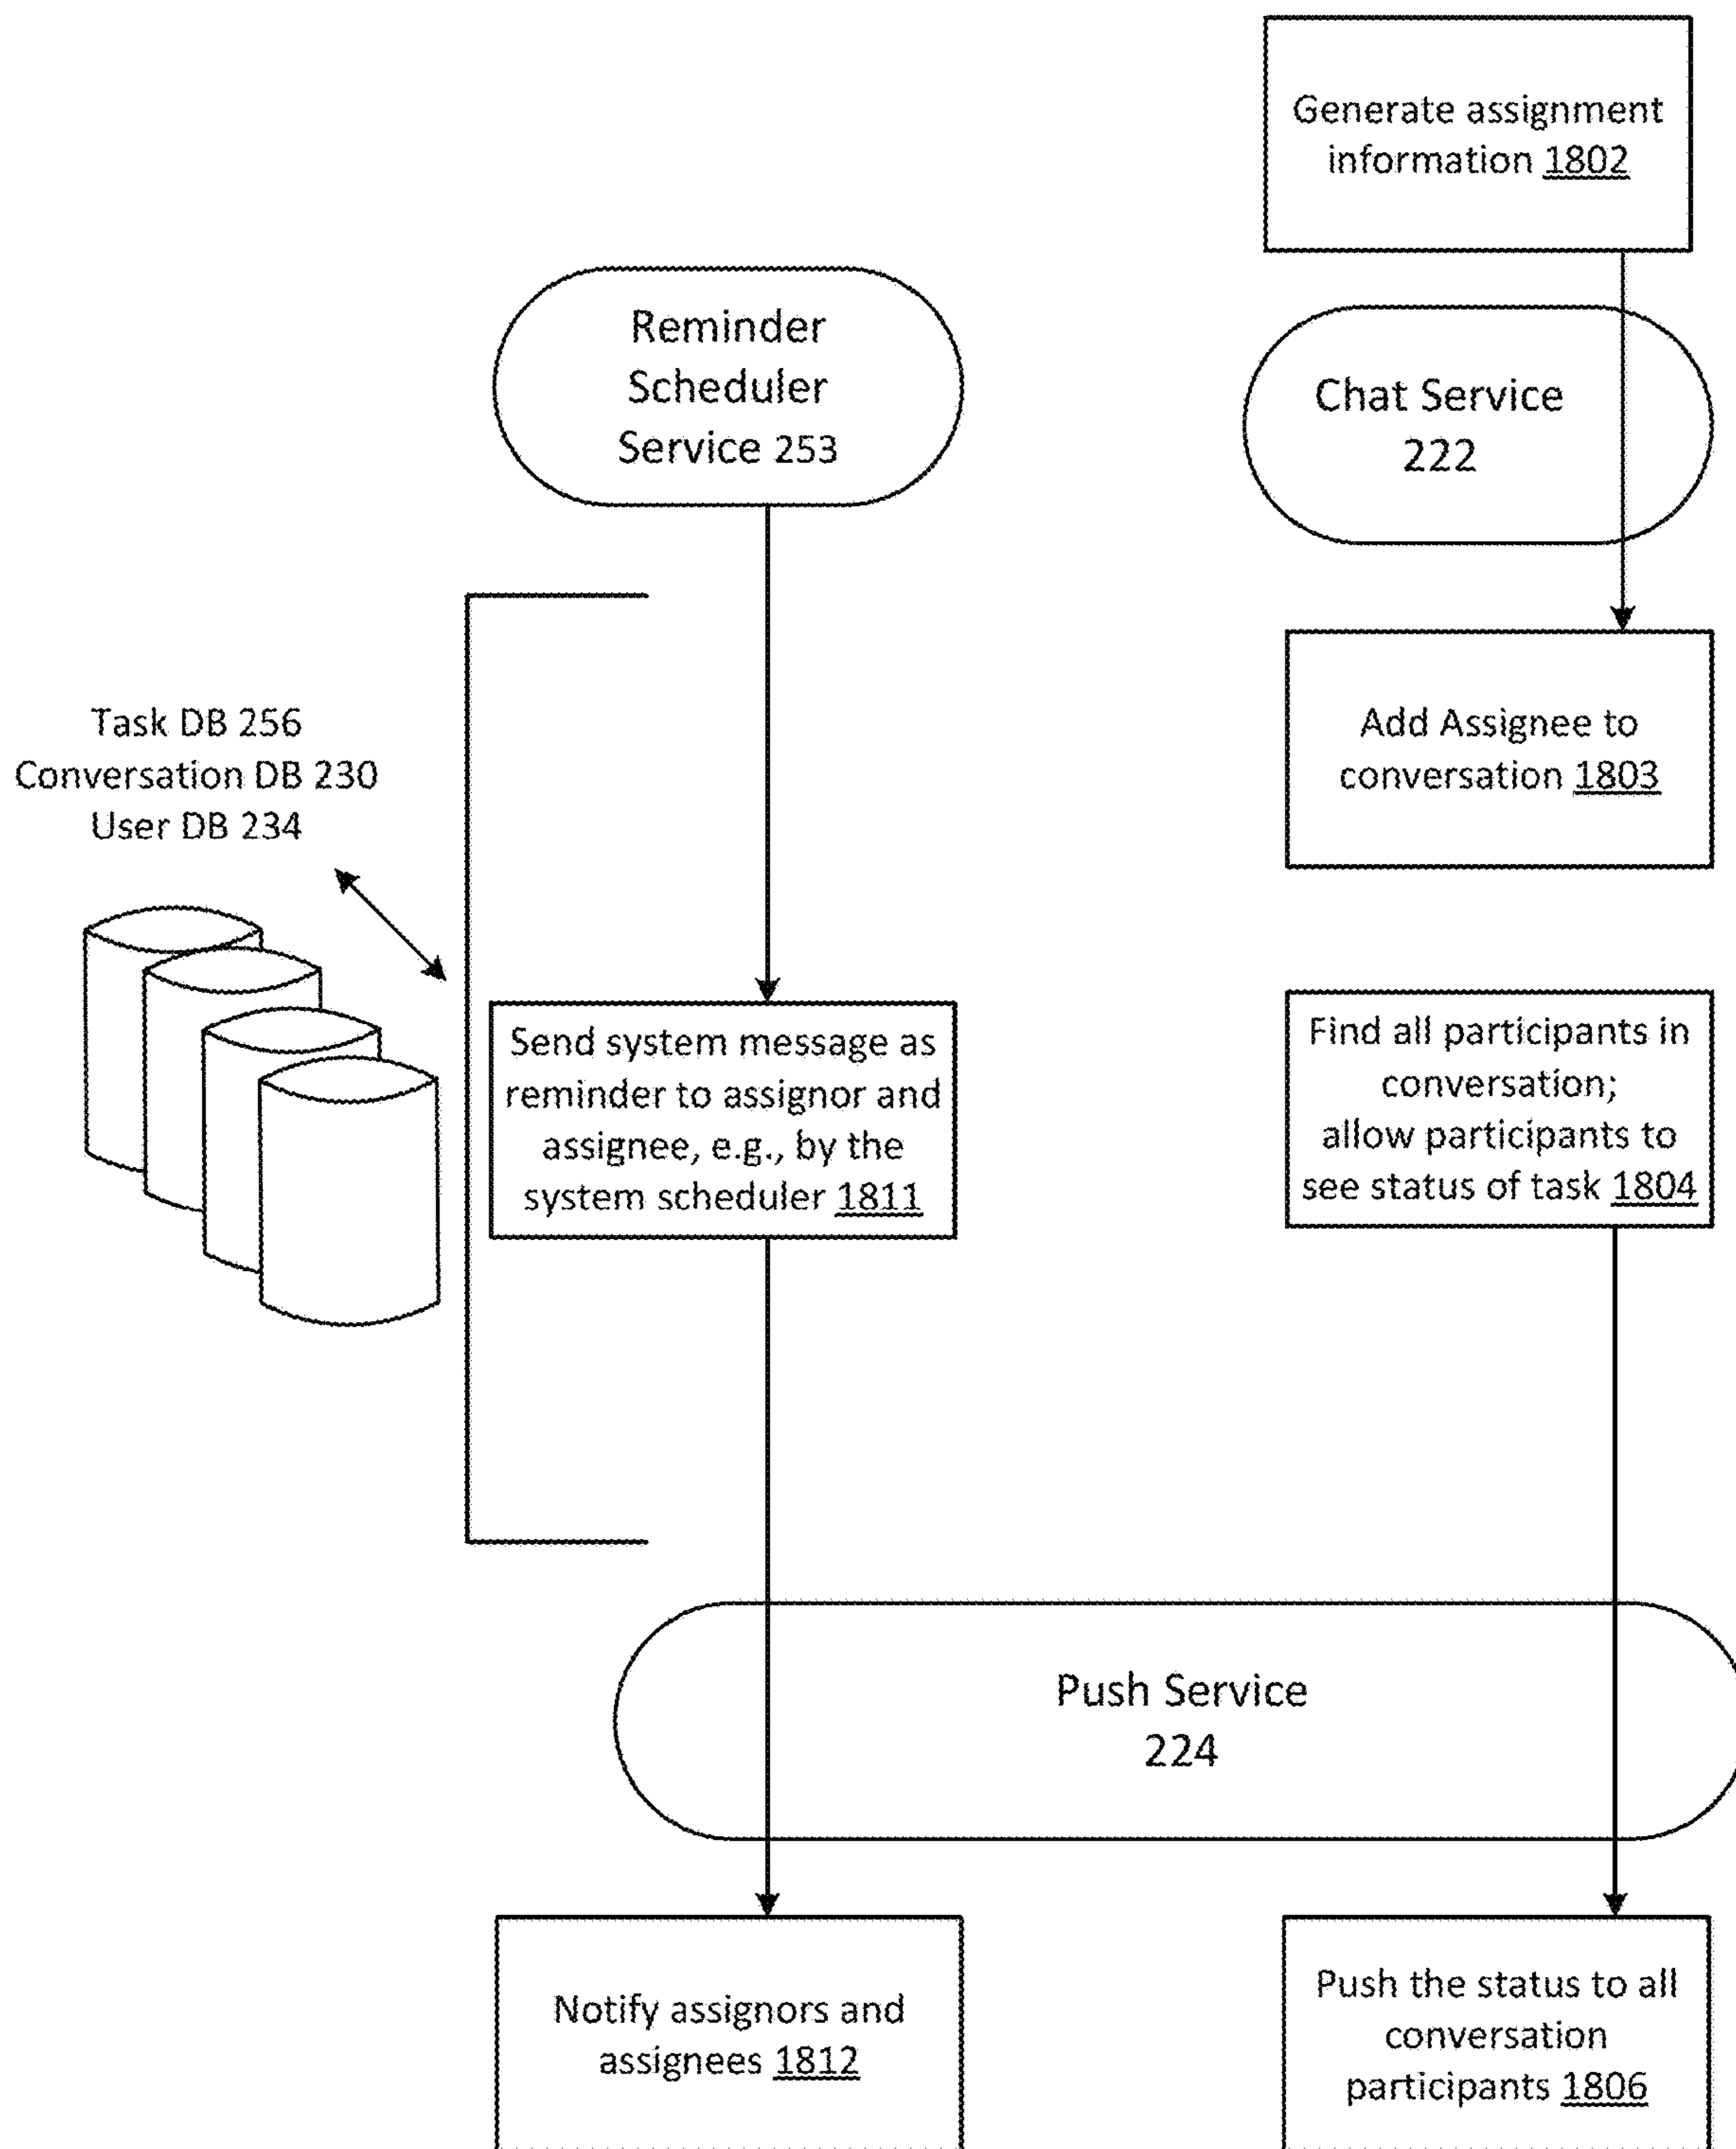 Generate assignment
information 1802
Reminder
Scheduler
Service 253
Chat Service
222
Task DB 256
Conversation DB 230
User DB 234
Add Assignee to
conversation 1803
Send system message as
reminder to assignor and
assignee, e.g., by the
system scheduler 1811
Find all participants in
conversation;
allow participants to
see status of task 1804
Push Service
224
Notify assignors and
assignees 1812
Push the status to all
conversation
participants 1806